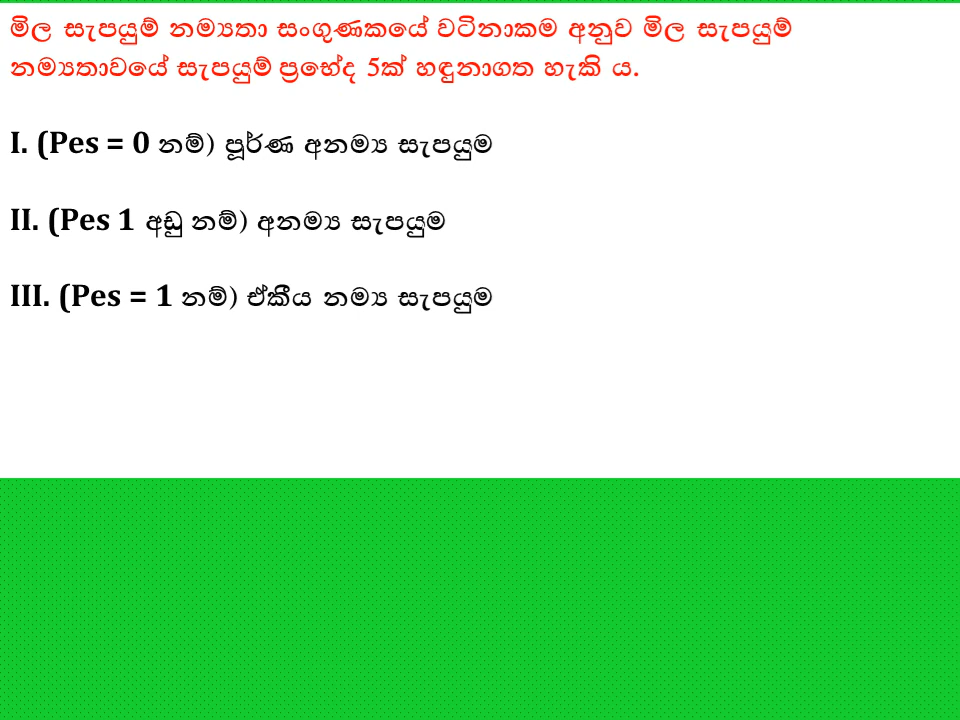 මිල සැපයුම් නම්‍යතා සංගුණකයේ වටිනාකම අනුව මිල සැපයුම්
නම්‍යතාවයේ සැපයුම් ප්‍රභේද 5ක් හඳුනාගත හැකි ය.
I. (Pes = 0 නම්) පූර්ණ අනම්‍ය සැපයුම
II. (Pes 1 අඩු නම්) අනම්‍ය සැපයුම
III. (Pes = 1 නම්) ඒකීය නම්‍ය සැපයුම